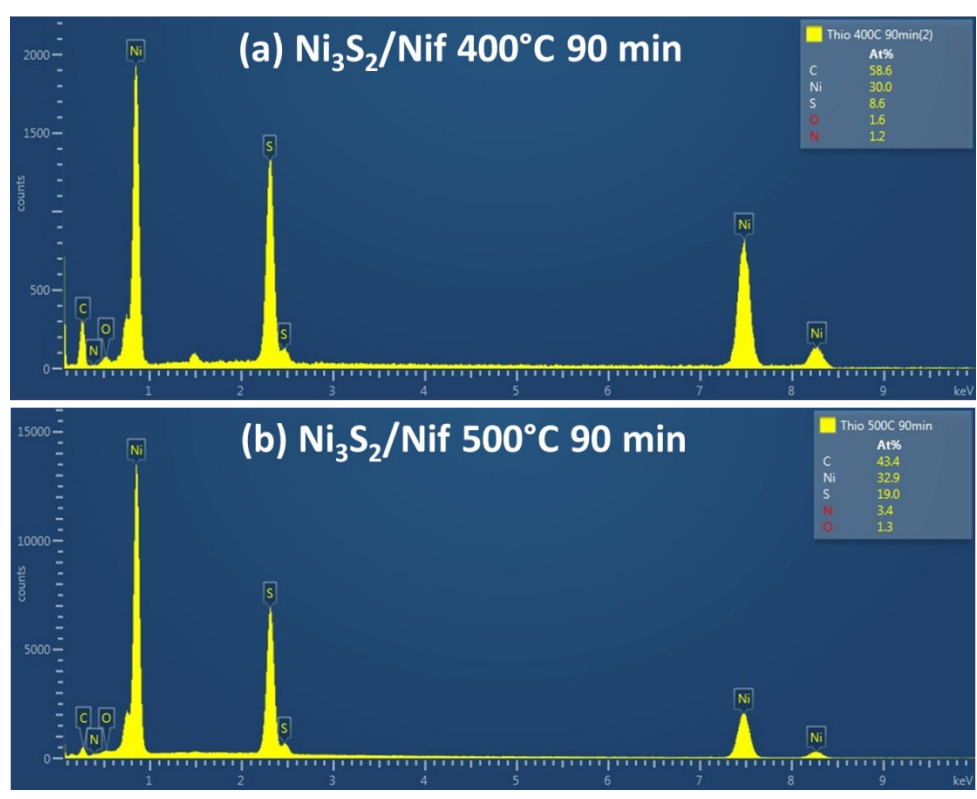 (a) Ni₃S₂/Nif 400°C 90 min
Thio 400C 90min(2)
At%
C 58.6
Ni 30.0
S 8.6
O 1.6
N 1.2
2000
1500
500
0
counts
C
N
O
Ni
S
S
Ni
Ni
1 2 3 4 5 6 7 8 9 keV
(b) Ni₃S₂/Nif 500°C 90 min
Thio 500C 90min
At%
C 43.4
Ni 32.9
S 19.0
N 3.4
O 1.3
15000
10000
5000
0
counts
C
N
O
Ni
S
S
Ni
Ni
1 2 3 4 5 6 7 8 9 keV